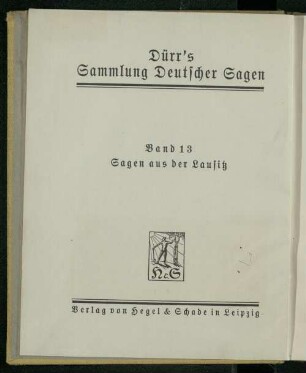 Dürr's
Sammlung Deutscher Sagen
Band 13
Sagen aus der Lausitz
H&S
Verlag von Hegel & Schade in Leipzig